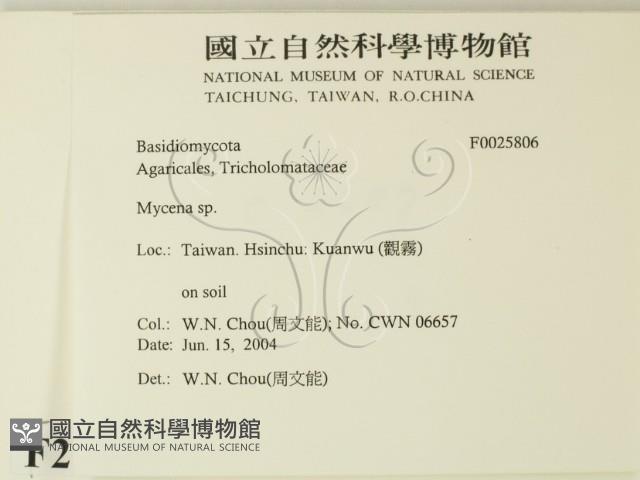 國立自然科學博物館
NATIONAL MUSEUM OF NATURAL SCIENCE
TAICHUNG, TAIWAN, R.O.CHINA
Basidiomycota F0025806
Agaricales, Tricholomataceae
Mycena sp.
Loc.: Taiwan. Hsinchu: Kuanwu (觀霧)
on soil
Col.: W.N. Chou(周文能); No. CWN 06657
Date: Jun. 15, 2004
Det.: W.N. Chou(周文能)
國立自然科學博物館
NATIONAL MUSEUM OF NATURAL SCIENCE
F2